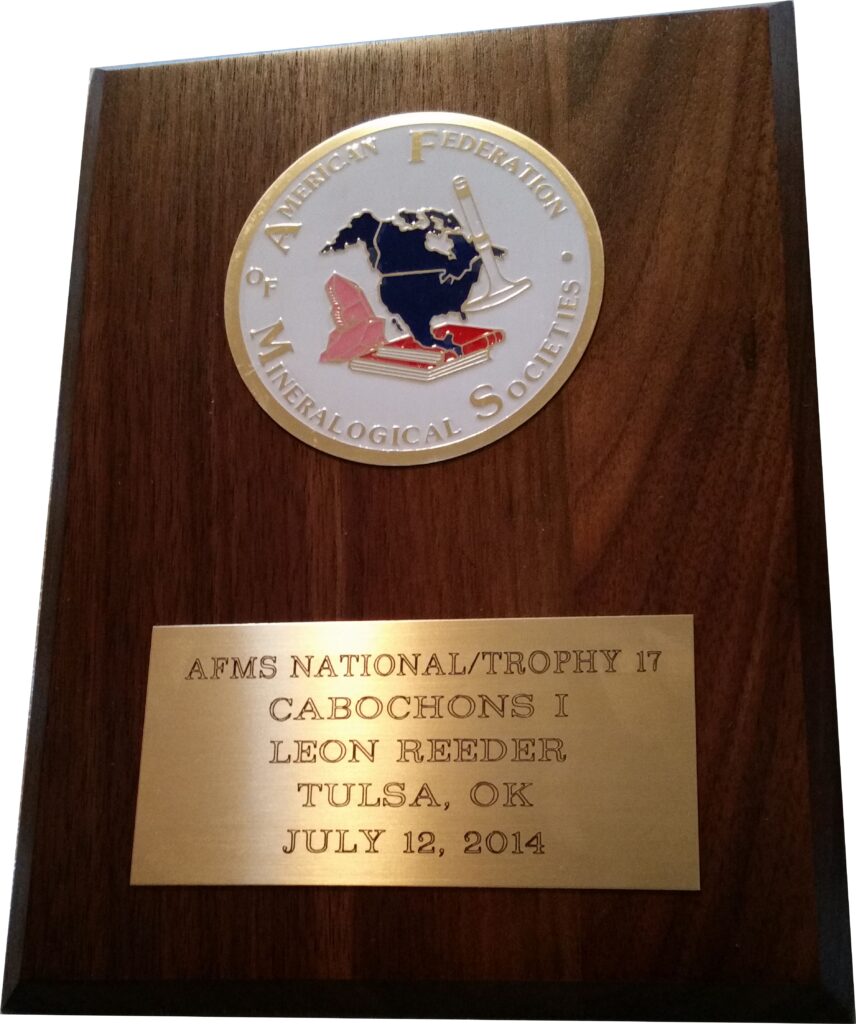 AMERICAN FEDERATION
OF MINERALOGICAL SOCIETIES •
AFMS NATIONAL/TROPHY 17
CABOCHONS I
LEON REEDER
TULSA, OK
JULY 12, 2014